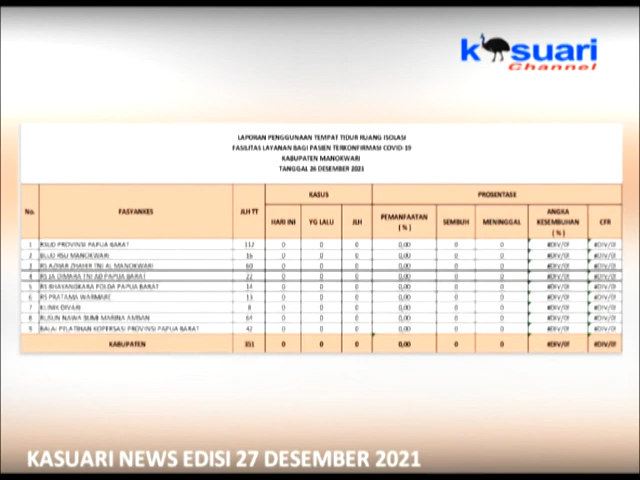 kasuari
Channel
LAPORAN PENGGUNAAN TEMPAT TIDUR RUANG ISOLASI
FASILITAS LAYANAN BAGI PASIEN TERKONFIRMASI COVID-19
KABUPATEN MANOKWARI
TANGGAL 26 DESEMBER 2021
No. FASYANKES JLH TT KASUS PROSENTASE
HARI INI YG LALU JLH PEMANFAATAN (%) SEMBUH MENINGGAL ANGKA KESEMBUHAN (%) CFR
1 RSUD PROVINSI PAPUA BARAT 112 0 0 0 0,00 0 0 #DIV/0! #DIV/0!
2 BLUD RSU MANOKWARI 16 0 0 0 0,00 0 0 #DIV/0! #DIV/0!
3 RS AZHAR ZHAHIR TNI AL MANOKWARI 60 0 0 0 0,00 0 0 #DIV/0! #DIV/0!
4 RS J.A DIMARA TNI AD PAPUA BARAT 22 0 0 0 0,00 0 0 #DIV/0! #DIV/0!
5 RS BHAYANGKARA POLDA PAPUA BARAT 14 0 0 0 0,00 0 0 #DIV/0! #DIV/0!
6 RS PRATAMA WARMARE 13 0 0 0 0,00 0 0 #DIV/0! #DIV/0!
7 KLINIK 8 0 0 0 0,00 0 0 #DIV/0! #DIV/0!
8 RUSUN NAWA BUMI MARINA AMBAN 64 0 0 0 0,00 0 0 #DIV/0! #DIV/0!
9 BALAI PELATIHAN KOPERSASI PROVINSI PAPUA BARAT 42 0 0 0 0,00 0 0 #DIV/0! #DIV/0!
KABUPATEN 351 0 0 0 0,00 0 0 #DIV/0! #DIV/0!
KASUARI NEWS EDISI 27 DESEMBER 2021